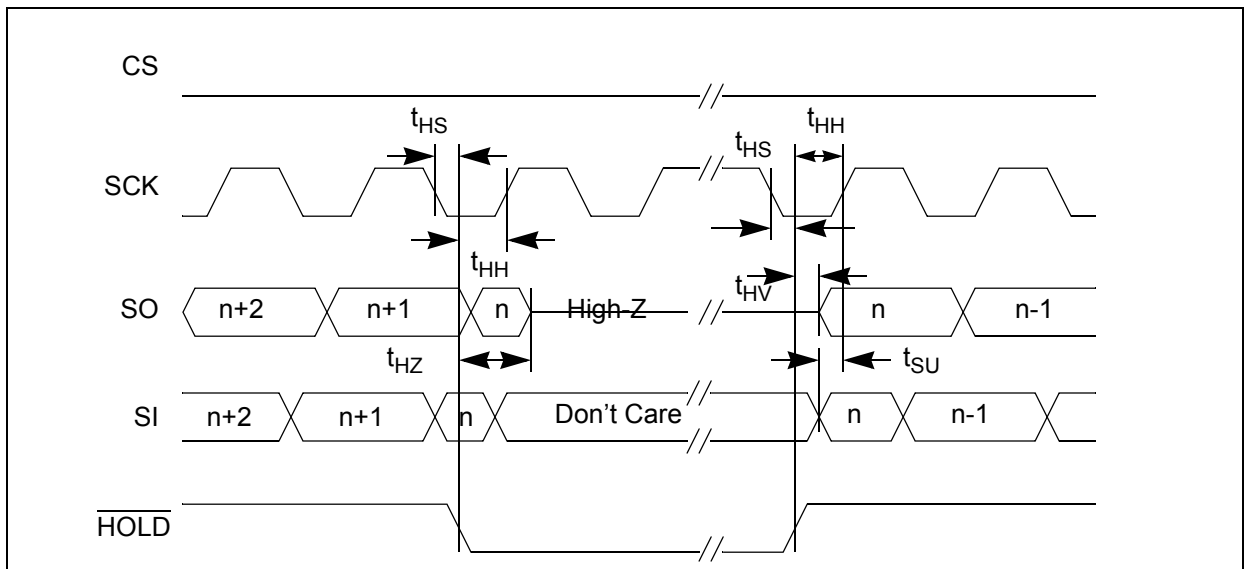 CS
tHS
tHH
tHS
SCK
tHH
tHV
SO
n+2
n+1
n
High-Z
n
n-1
tHZ
tSU
SI
n+2
n+1
n
Don't Care
n
n-1
HOLD